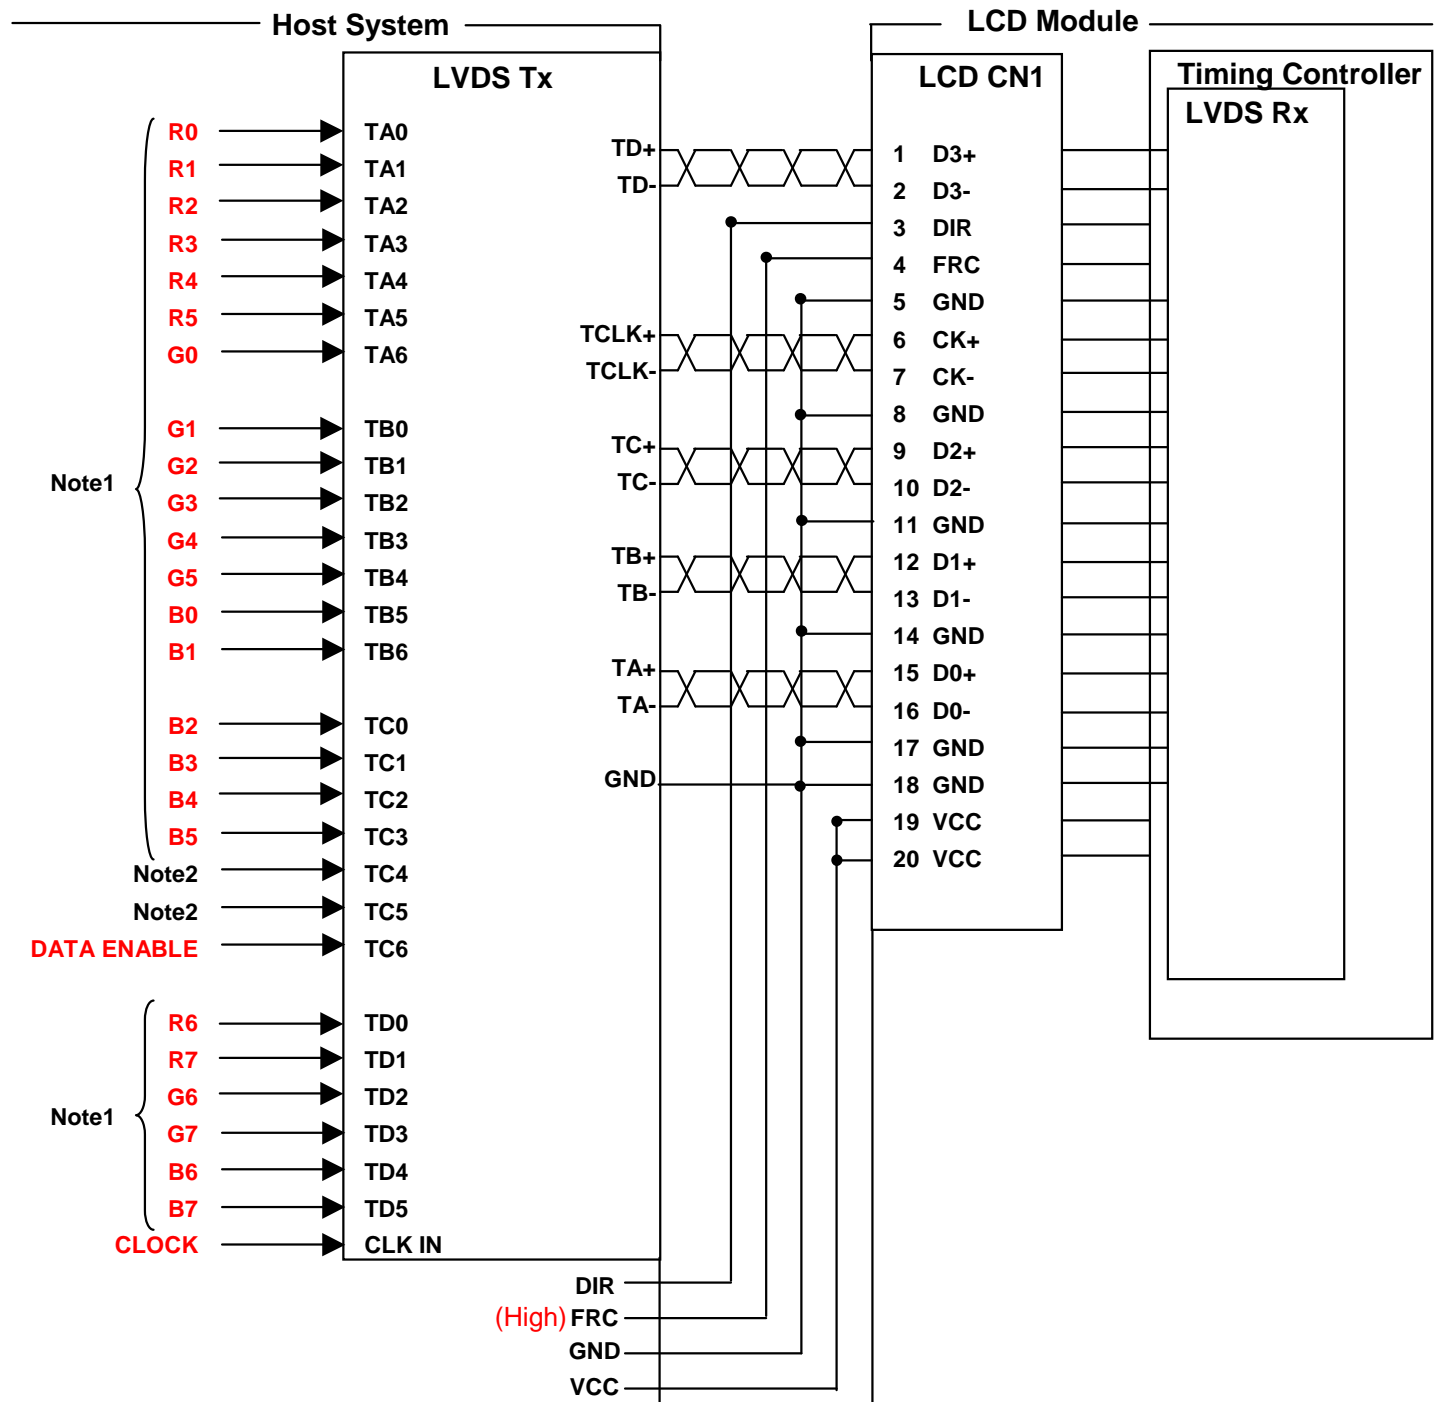 Host System
LCD Module
LVDS Tx
LCD CN1
Timing Controller
LVDS Rx
R0 TA0
R1 TA1
R2 TA2
R3 TA3
R4 TA4
R5 TA5
G0 TA6
G1 TB0
G2 TB1
Note1
G3 TB2
G4 TB3
G5 TB4
B0 TB5
B1 TB6
B2 TC0
B3 TC1
B4 TC2
B5 TC3
Note2 TC4
Note2 TC5
DATA ENABLE TC6
R6 TD0
R7 TD1
G6 TD2
Note1
G7 TD3
B6 TD4
B7 TD5
CLOCK CLK IN
TD+
TD-
TCLK+
TCLK-
TC+
TC-
TB+
TB-
TA+
TA-
GND
DIR
(High) FRC
GND
VCC
1 D3+
2 D3-
3 DIR
4 FRC
5 GND
6 CK+
7 CK-
8 GND
9 D2+
10 D2-
11 GND
12 D1+
13 D1-
14 GND
15 D0+
16 D0-
17 GND
18 GND
19 VCC
20 VCC